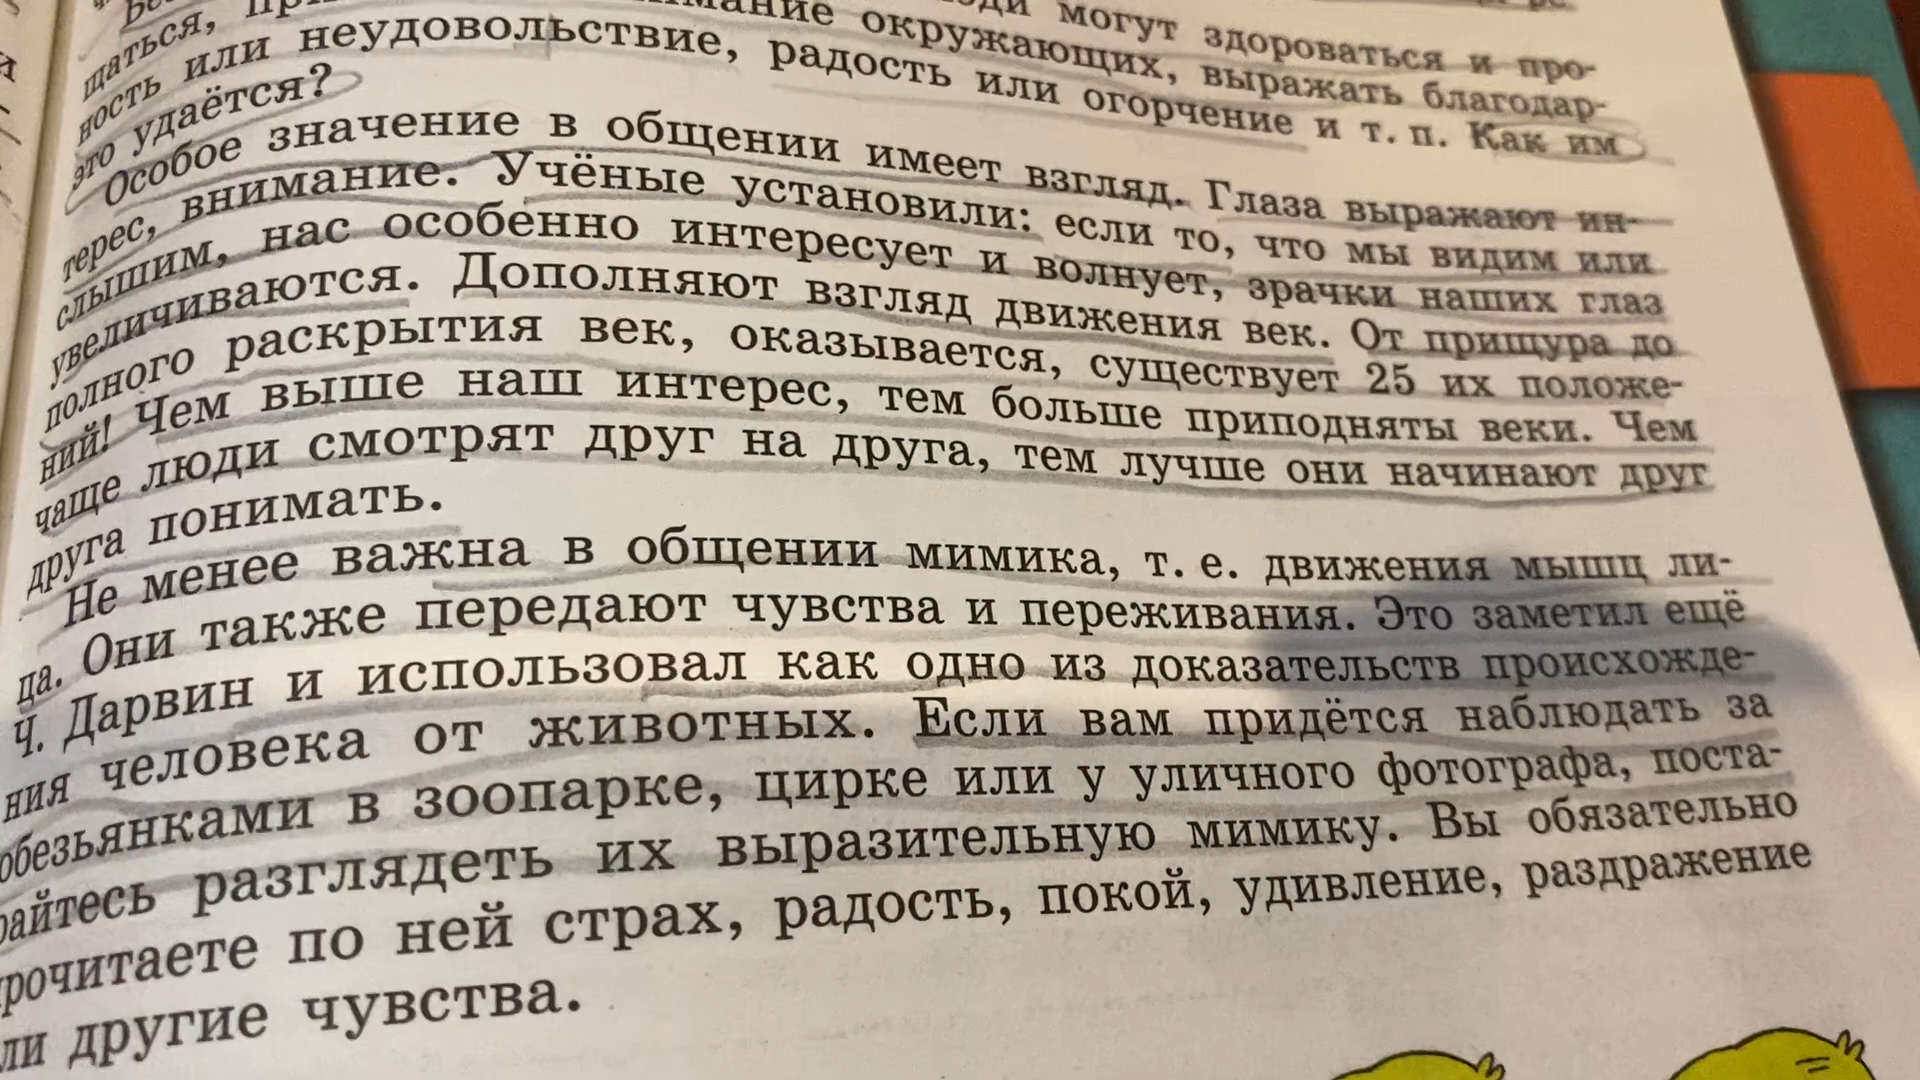 могут здороваться и про-
щаться, окружающих, выражать благодар-
ность или неудовольствие, радость или огорчение и т. п. Как им
это удаётся?
Особое значение в общении имеет взгляд. Глаза выражают ин-
терес, внимание. Учёные установили: если то, что мы видим или
слышим, нас особенно интересует и волнует, зрачки наших глаз
увеличиваются. Дополняют взгляд движения век. От прищура до
полного раскрытия век, оказывается, существует 25 их положе-
ний! Чем выше наш интерес, тем больше приподняты веки. Чем
чаще люди смотрят друг на друга, тем лучше они начинают друг
друга понимать.
Не менее важна в общении мимика, т. е. движения мышц ли-
ца. Они также передают чувства и переживания. Это заметил ещё
Ч. Дарвин и использовал как одно из доказательств происхожде-
ния человека от животных. Если вам придётся наблюдать за
обезьянками в зоопарке, цирке или у уличного фотографа, поста-
райтесь разглядеть их выразительную мимику. Вы обязательно
прочитаете по ней страх, радость, покой, удивление, раздражение
ли другие чувства.